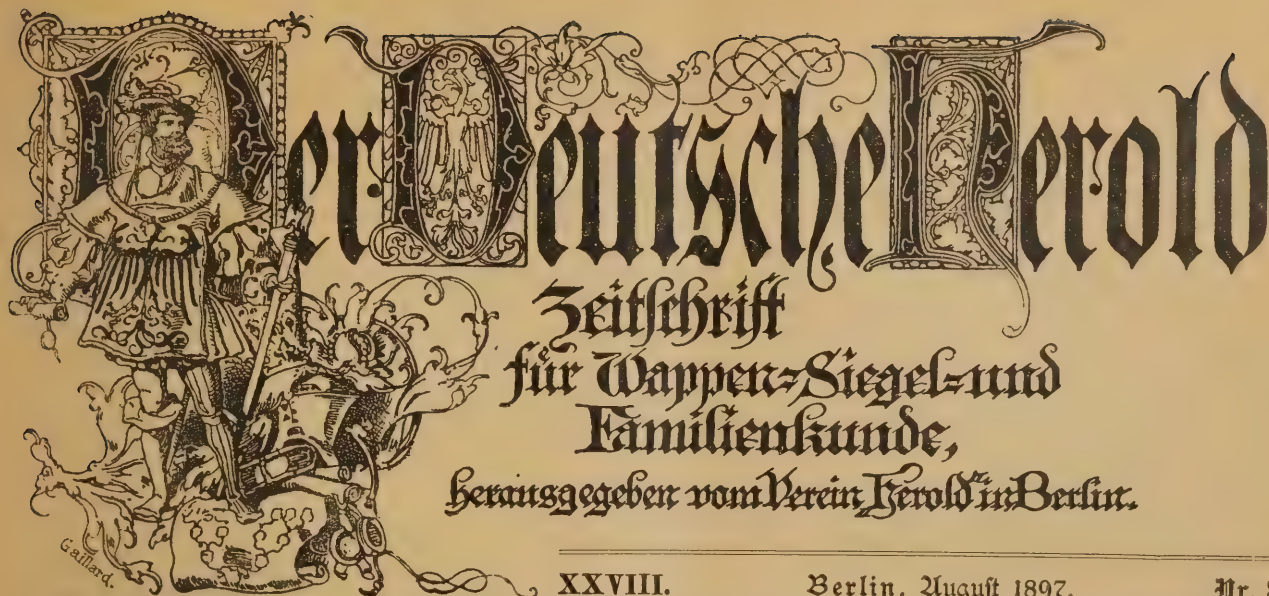 Der Deutsche Herold
Zeitschrift
für Wappen-Siegel-und
Familienkunde,
herausgegeben vom Verein „Herold“ in Berlin.
Gaillard.
XXVIII. Berlin, August 1897. Nr.